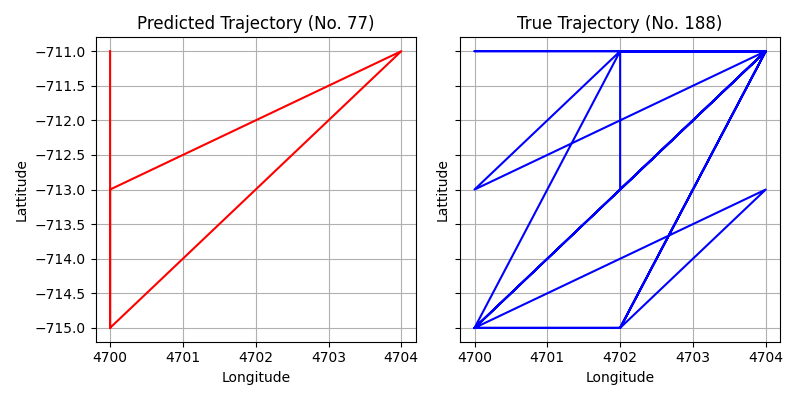 Predicted Trajectory (No. 77)
True Trajectory (No. 188)
Lattitude
−711.0
−711.5
−712.0
−712.5
−713.0
−713.5
−714.0
−714.5
−715.0
4700 4701 4702 4703 4704
Longitude
Lattitude
4700 4701 4702 4703 4704
Longitude